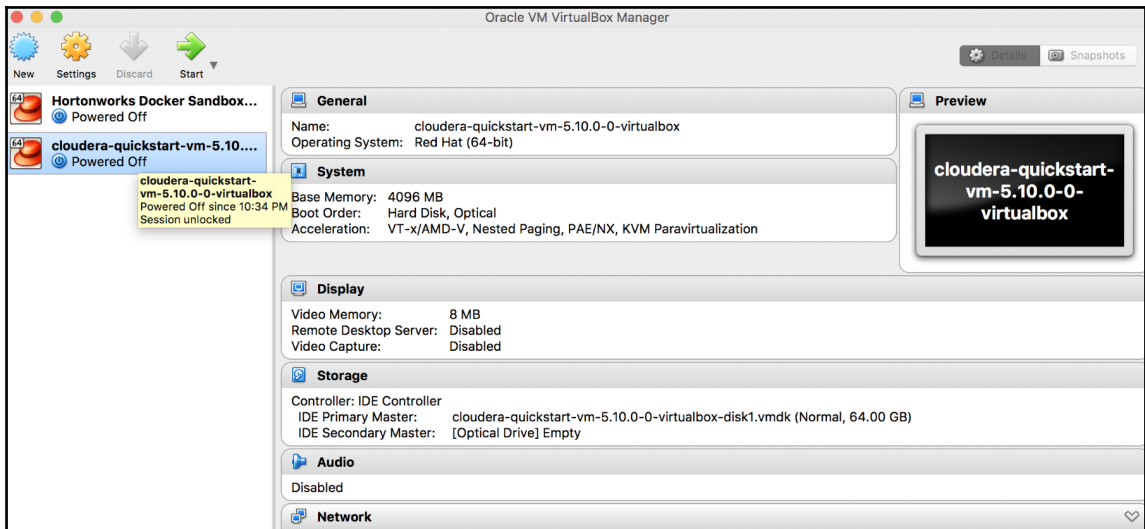 Oracle VM VirtualBox Manager
New Settings Discard Start
Details Snapshots
64 Hortonworks Docker Sandbox...
Powered Off
64 cloudera-quickstart-vm-5.10....
Powered Off
cloudera-quickstart-
vm-5.10.0-0-virtualbox
Powered Off since 10:34 PM
Session unlocked
General
Name: cloudera-quickstart-vm-5.10.0-0-virtualbox
Operating System: Red Hat (64-bit)
System
Base Memory: 4096 MB
Boot Order: Hard Disk, Optical
Acceleration: VT-x/AMD-V, Nested Paging, PAE/NX, KVM Paravirtualization
Preview
cloudera-quickstart-
vm-5.10.0-0-
virtualbox
Display
Video Memory: 8 MB
Remote Desktop Server: Disabled
Video Capture: Disabled
Storage
Controller: IDE Controller
IDE Primary Master: cloudera-quickstart-vm-5.10.0-0-virtualbox-disk1.vmdk (Normal, 64.00 GB)
IDE Secondary Master: [Optical Drive] Empty
Audio
Disabled
Network